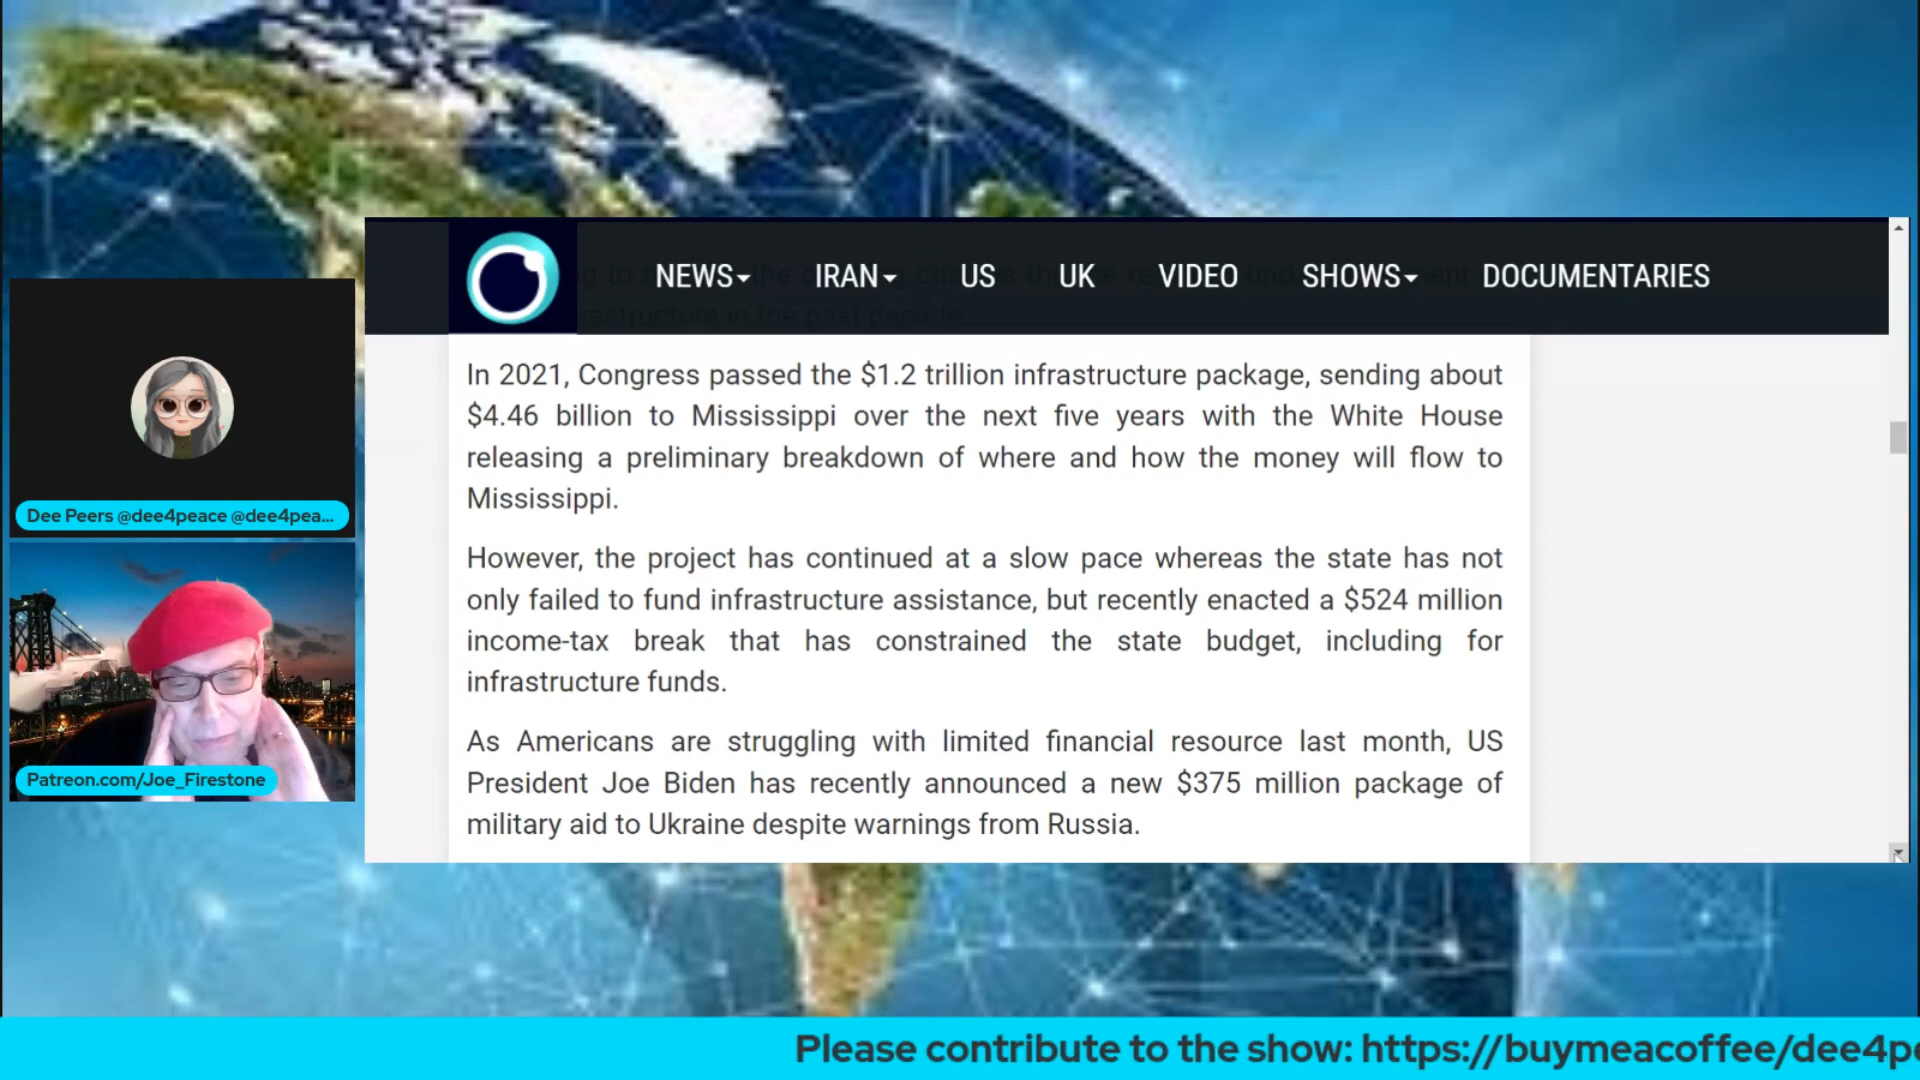 NEWS IRAN US UK VIDEO SHOWS DOCUMENTARIES
In 2021, Congress passed the $1.2 trillion infrastructure package, sending about
$4.46 billion to Mississippi over the next five years with the White House
releasing a preliminary breakdown of where and how the money will flow to
Mississippi.
However, the project has continued at a slow pace whereas the state has not
only failed to fund infrastructure assistance, but recently enacted a $524 million
income-tax break that has constrained the state budget, including for
infrastructure funds.
As Americans are struggling with limited financial resource last month, US
President Joe Biden has recently announced a new $375 million package of
military aid to Ukraine despite warnings from Russia.
Dee Peers @dee4peace @dee4pea...
Patreon.com/Joe_Firestone
Please contribute to the show: https://buymeacoffee/dee4pe